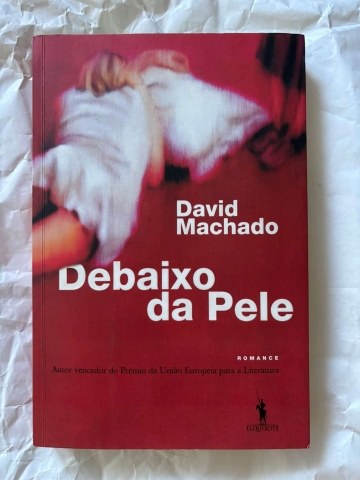 David
Machado
Debaixo
da Pele
ROMANCE
Autor vencedor do Prémio da União Europeia para a Literatura